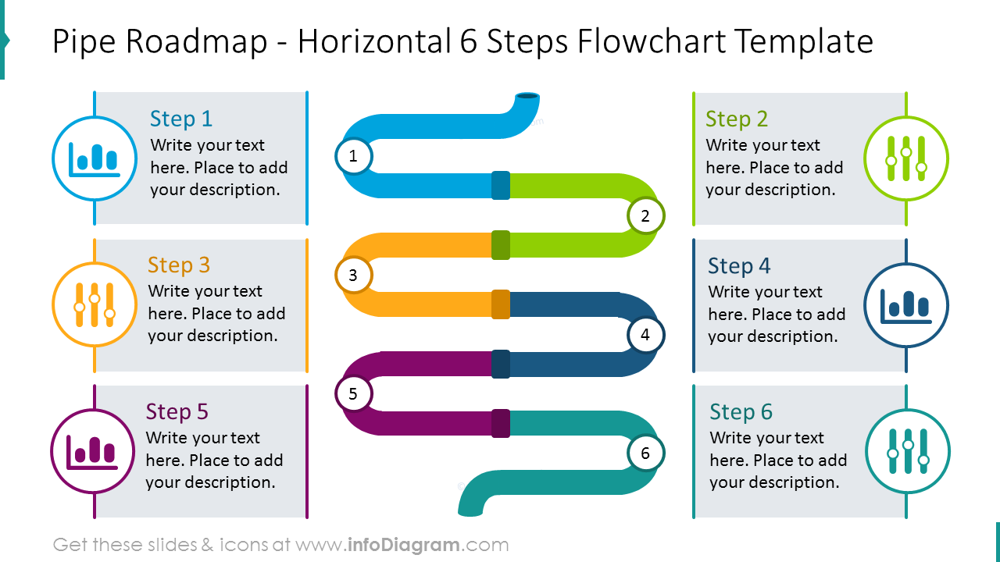 Pipe Roadmap - Horizontal 6 Steps Flowchart Template
Step 1
Write your text
here. Place to add
your description.
1
Step 2
Write your text
here. Place to add
your description.
2
Step 3
Write your text
here. Place to add
your description.
3
Step 4
Write your text
here. Place to add
your description.
4
Step 5
Write your text
here. Place to add
your description.
5
Step 6
Write your text
here. Place to add
your description.
6
Get these slides & icons at www.infoDiagram.com